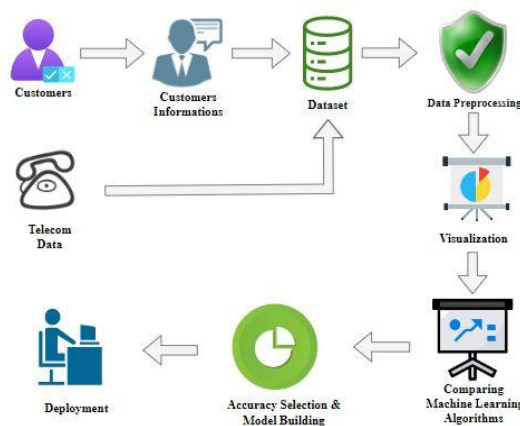 Customers
Customers
Informations
Dataset
Data Preprocessing
Telecom
Data
Visualization
Deployment
Accuracy Selection &
Model Building
Comparing
Machine Learning
Algorithms